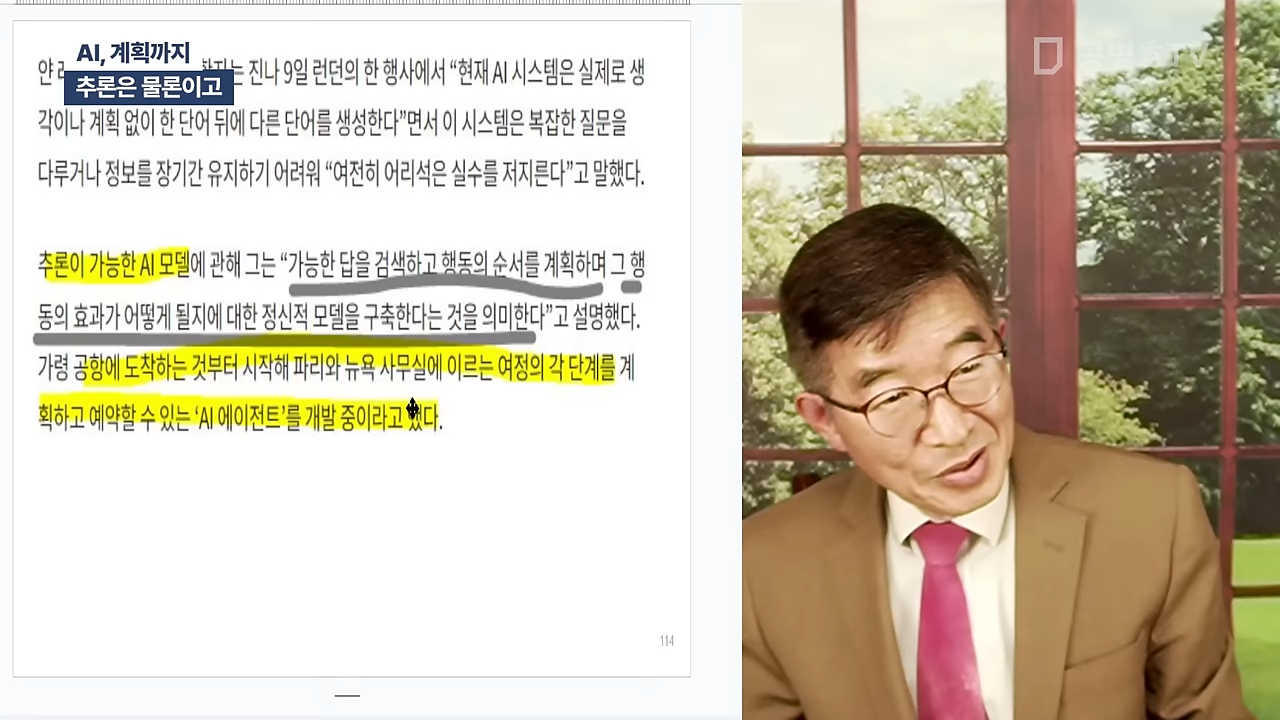 AI, 계획까지
추론은 물론이고
얀 는 진나 9일 런던의 한 행사에서 “현재 AI 시스템은 실제로 생
각이나 계획 없이 한 단어 뒤에 다른 단어를 생성한다”면서 이 시스템은 복잡한 질문을
다루거나 정보를 장기간 유지하기 어려워 “여전히 어리석은 실수를 저지른다”고 말했다.
추론이 가능한 AI 모델에 관해 그는 “가능한 답을 검색하고 행동의 순서를 계획하며 그 행
동의 효과가 어떻게 될지에 대한 정신적 모델을 구축한다는 것을 의미한다”고 설명했다.
가령 공항에 도착하는 것부터 시작해 파리와 뉴욕 사무실에 이르는 여정의 각 단계를 계
획하고 예약할 수 있는 ‘AI 에이전트’를 개발 중이라고 했다.
114